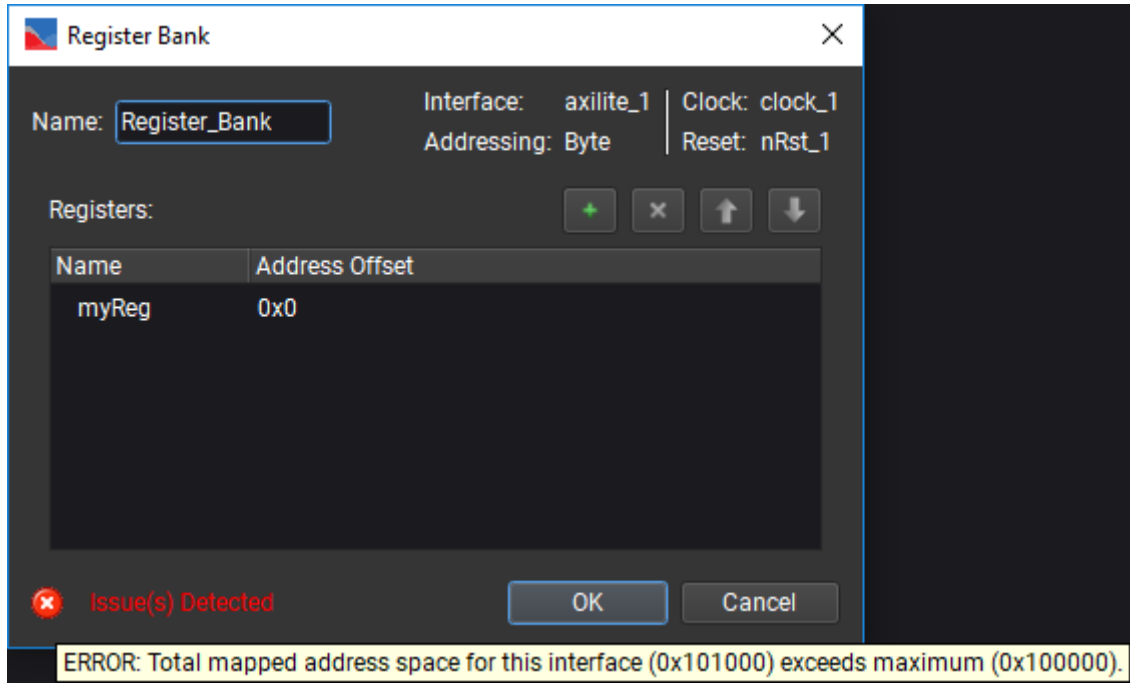 Register Bank
Name: Register_Bank
Interface: axilite_1 Clock: clock_1
Addressing: Byte Reset: nRst_1
Registers:
Name Address Offset
myReg 0x0
Issue(s) Detected OK Cancel
ERROR: Total mapped address space for this interface (0x101000) exceeds maximum (0x100000).